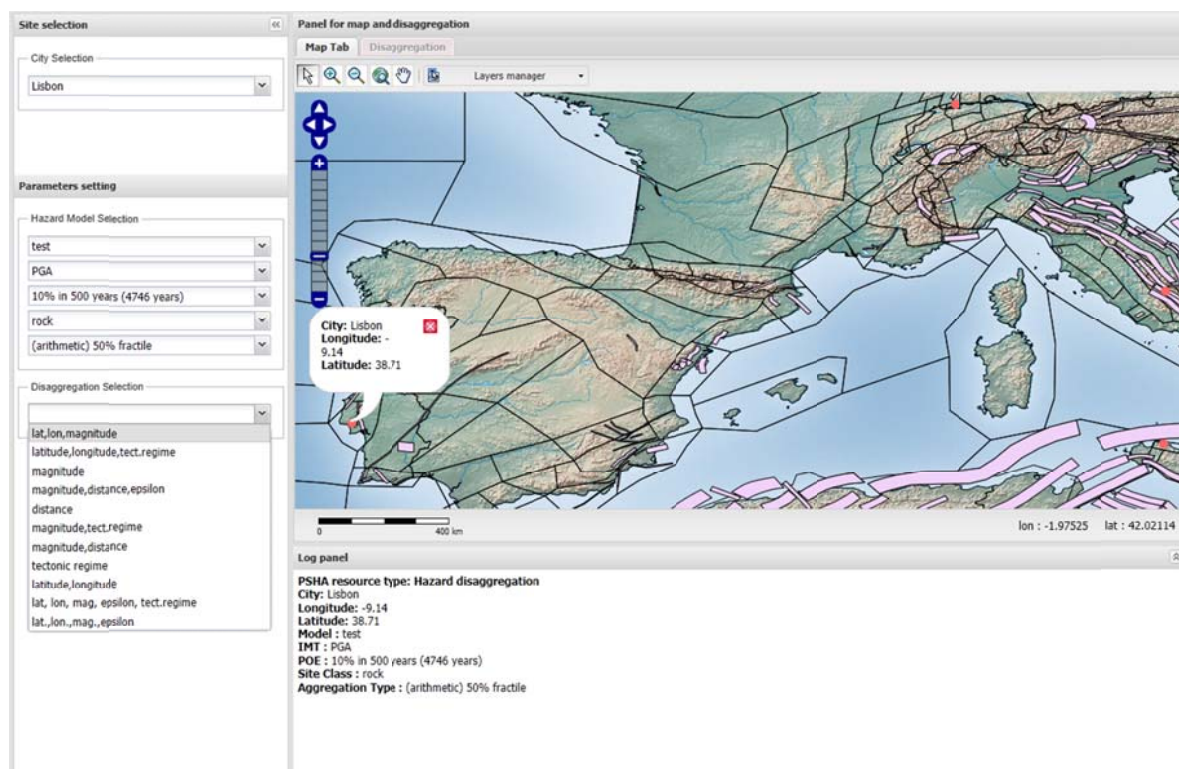 Site selection
City Selection
Lisbon
Parameters setting
Hazard Model Selection
test
PGA
10% in 500 years (4746 years)
rock
(arithmetic) 50% fractile
Disaggregation Selection
lat,lon,magnitude
latitude,longitude,tect.regime
magnitude
magnitude,distance,epsilon
distance
magnitude,tect.regime
magnitude,distance
tectonic regime
latitude,longitude
lat, lon, mag, epsilon, tect.regime
lat.,lon.,mag.,epsilon
Panel for map and disaggregation
Map Tab Disaggregation
Layers manager
City: Lisbon
Longitude: -
9.14
Latitude: 38.71
0 400 km
lon : -1.97525 lat : 42.02114
Log panel
PSHA resource type: Hazard disaggregation
City: Lisbon
Longitude: -9.14
Latitude: 38.71
Model : test
IMT : PGA
POE : 10% in 500 years (4746 years)
Site Class : rock
Aggregation Type : (arithmetic) 50% fractile